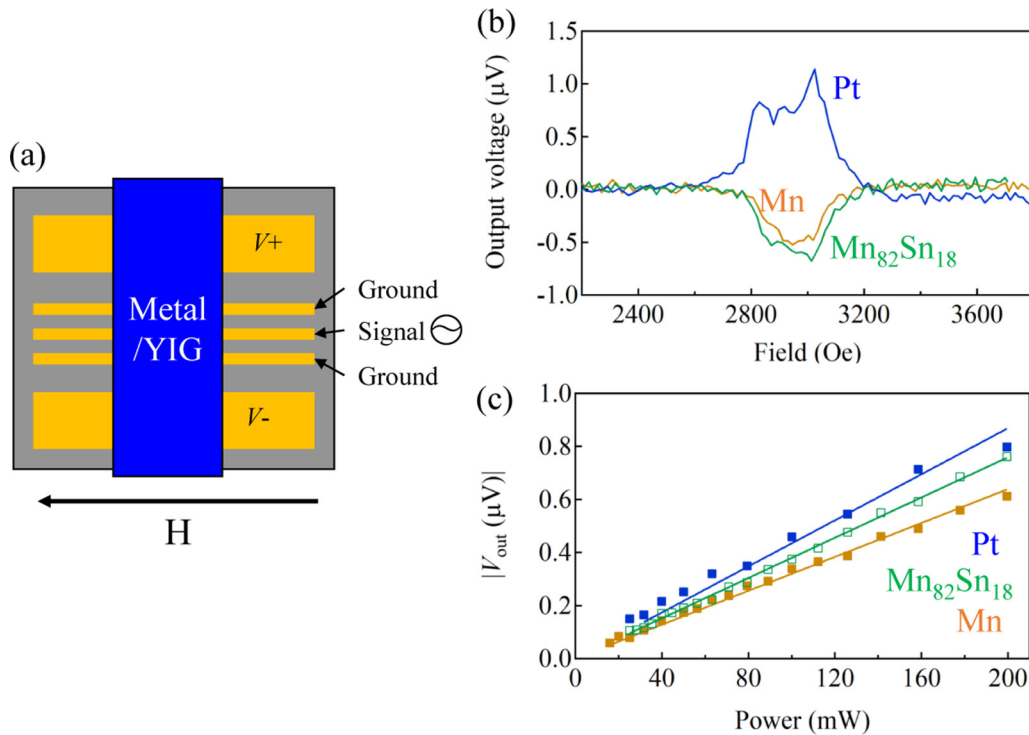 (a)
V+
Ground
Metal
/YIG
Signal
Ground
V-
H
(b)
Output voltage (μV)
1.5
1.0
0.5
0.0
-0.5
-1.0
Pt
Mn
Mn₈₂Sn₁₈
2400 2800 3200 3600
Field (Oe)
(c)
|V_out (μV)|
1.0
0.8
0.6
0.4
0.2
0.0
Pt
Mn₈₂Sn₁₈
Mn
0 40 80 120 160 200
Power (mW)